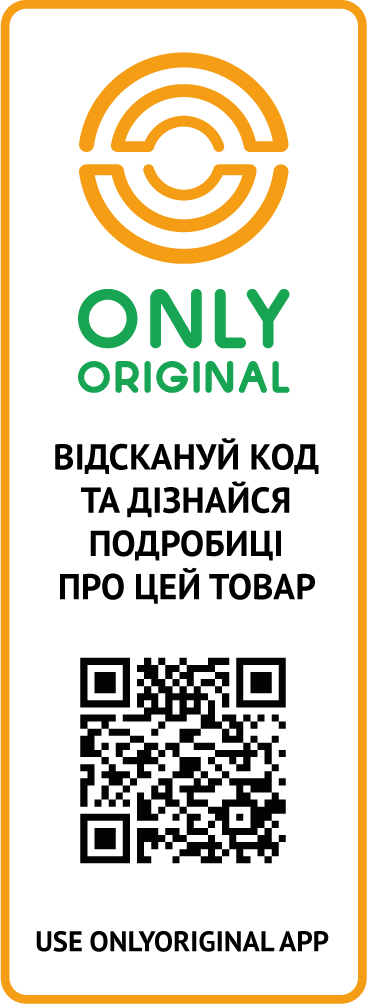 ONLY
ORIGINAL
ВІДСКАНУЙ КОД
ТА ДІЗНАЙСЯ
ПОДРОБИЦІ
ПРО ЦЕЙ ТОВАР
USE ONLYORIGINAL APP